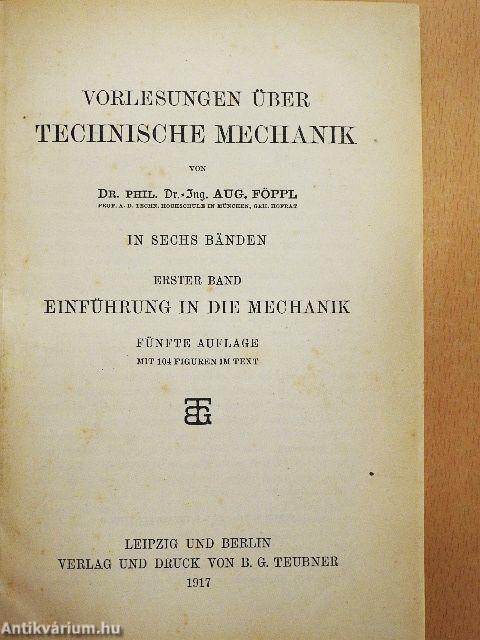 VORLESUNGEN ÜBER
TECHNISCHE MECHANIK
VON
DR. PHIL. Dr.-Ing. AUG. FÖPPL
PROF. A. D. TECHN. HOCHSCHULE IN MÜNCHEN, GEH. HOFRAT
IN SECHS BÄNDEN
ERSTER BAND
EINFÜHRUNG IN DIE MECHANIK
FÜNFTE AUFLAGE
MIT 104 FIGUREN IM TEXT
BTG
LEIPZIG UND BERLIN
VERLAG UND DRUCK VON B. G. TEUBNER
1917
Antikvárium.hu